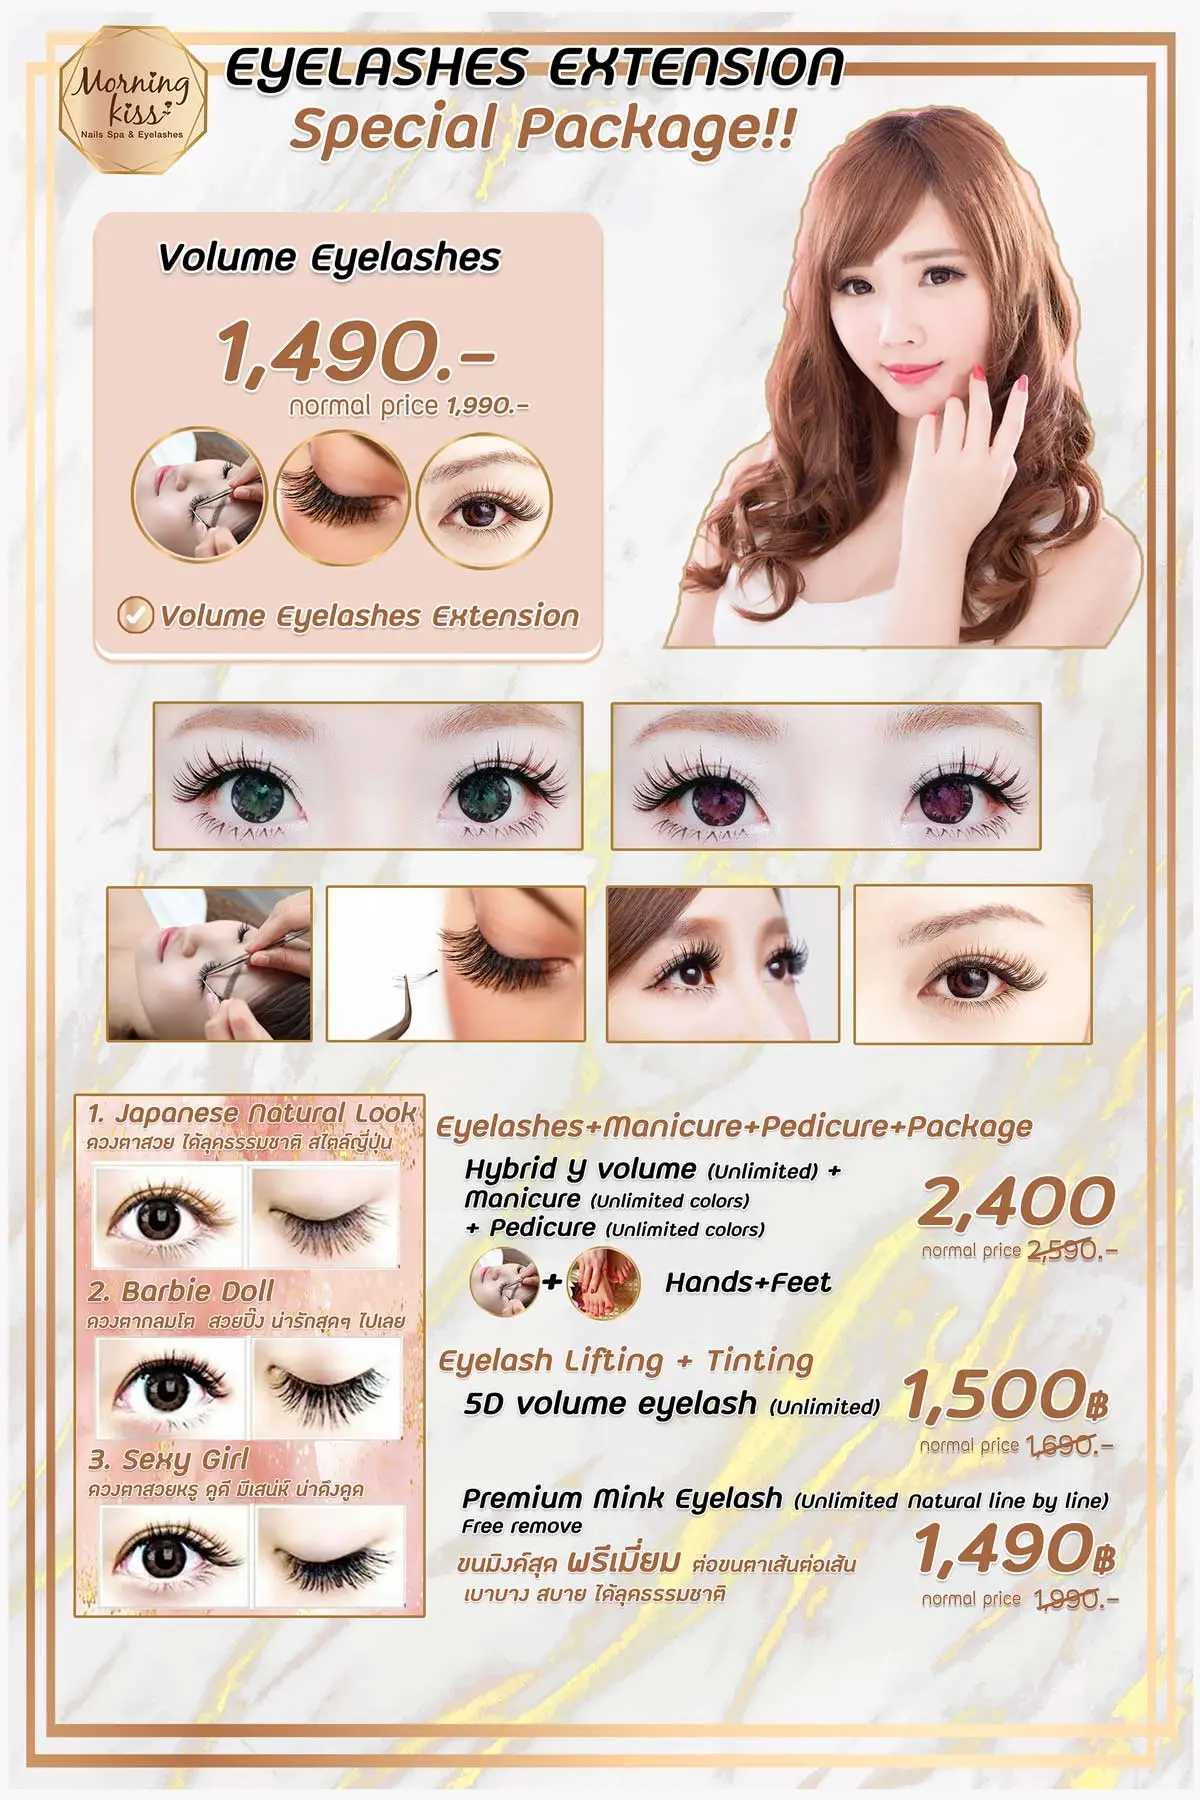 Morning
kiss
Nails Spa & Eyelashes
EYELASHES EXTENSION
Special Package!!
Volume Eyelashes
1,490.-
normal price 1,990.-
Volume Eyelashes Extension
1. Japanese Natural Look
ดวงตาสวย ได้ลุคธรรมชาติ สไตล์ญี่ปุ่น
2. Barbie Doll
ดวงตากลมโต สวยปิ๊ง น่ารักสุดๆ ไปเลย
3. Sexy Girl
ดวงตาสวยหรู ดูดี มีเสน่ห์ น่าดึงดูด
Eyelashes+Manicure+Pedicure+Package
Hybrid Y volume (Unlimited) +
Manicure (Unlimited colors)
+ Pedicure (Unlimited colors)
2,400
normal price 2,590.-
+
Hands+Feet
Eyelash Lifting + Tinting
5D volume eyelash (Unlimited)
1,500฿
normal price 1,690.-
Premium Mink Eyelash (Unlimited Natural line by line)
Free remove
1,490฿
ขนมิงค์สุด พรีเมี่ยม ต่อขนตาเส้นต่อเส้น
เบาบาง สบาย ได้ลุคธรรมชาติ
normal price 1,990.-